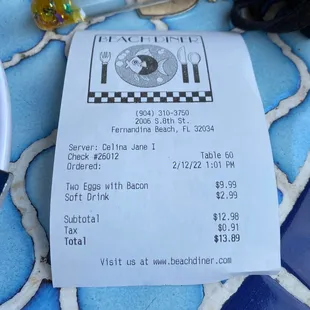 BEACH DINER
(904) 310-3750
2006 S.8th St.
Fernandina Beach, FL 32034
Server: Celina Jane I
Check #26012 Table 60
Ordered: 2/12/22 1:01 PM
Two Eggs with Bacon $9.99
Soft Drink $2.99
Subtotal $12.98
Tax $0.91
Total $13.89
Visit us at www.beachdiner.com